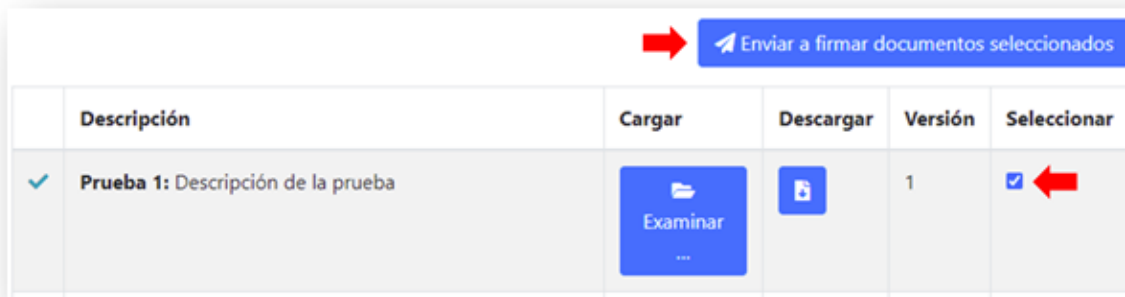 Enviar a firmar documentos seleccionados
Descripción Cargar Descargar Versión Seleccionar
Prueba 1: Descripción de la prueba 1
Examinar
...